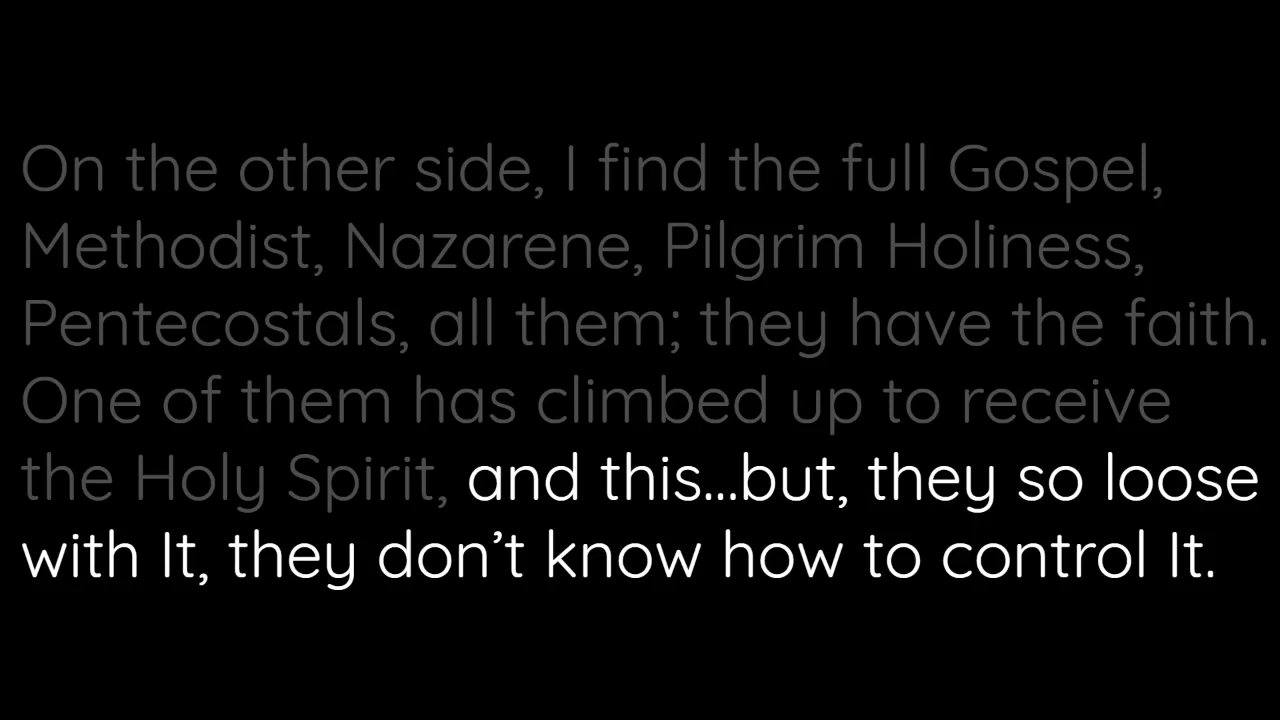 On the other side, I find the full Gospel,
Methodist, Nazarene, Pilgrim Holiness,
Pentecostals, all them; they have the faith.
One of them has climbed up to receive
the Holy Spirit, and this...but, they so loose
with It, they don’t know how to control It.